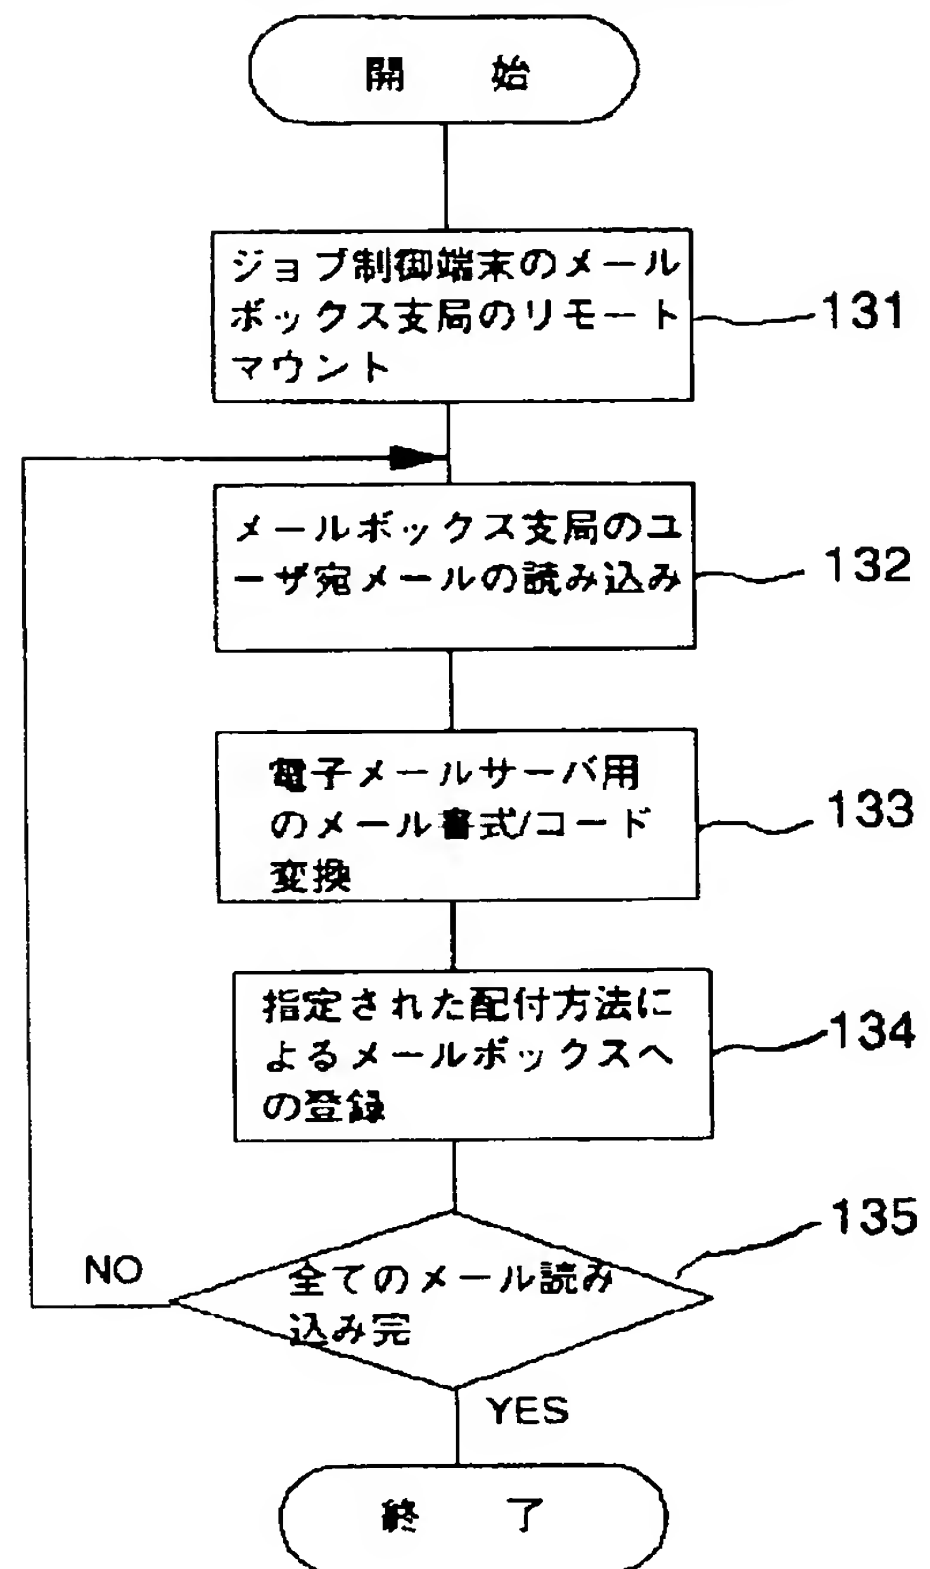 開 始
ジョブ制御端末のメール
ボックス支局のリモート
マウント
131
メールボックス支局のユ
ーザ宛メールの読み込み
132
電子メールサーバ用
のメール書式/コード
変換
133
指定された配付方法に
よるメールボックスへ
の登録
134
135
全てのメール読み
込み完
NO
YES
終 了